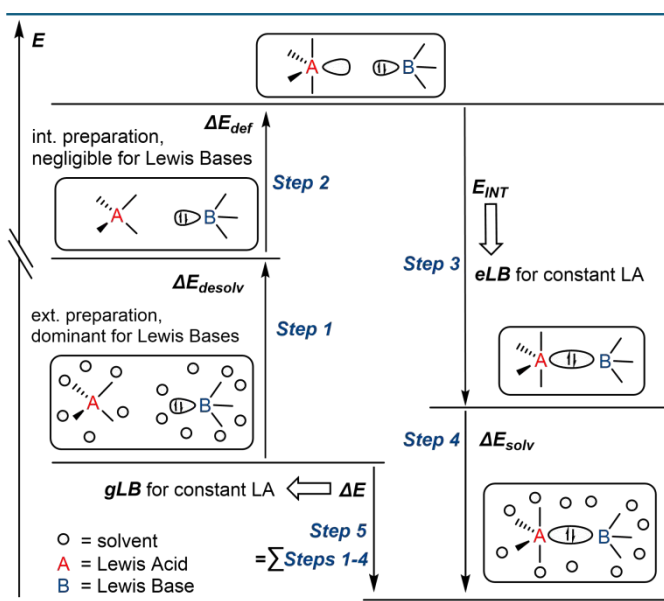 E
A
B
ΔE_def
int. preparation,
negligible for Lewis Bases
Step 2
A
B
E_INT
Step 3
eLB for constant LA
ΔE_desolv
ext. preparation,
dominant for Lewis Bases
Step 1
A
B
A
B
Step 4
ΔE_solv
gLB for constant LA
ΔE
Step 5
=∑Steps 1-4
= solvent
A = Lewis Acid
B = Lewis Base
A
B